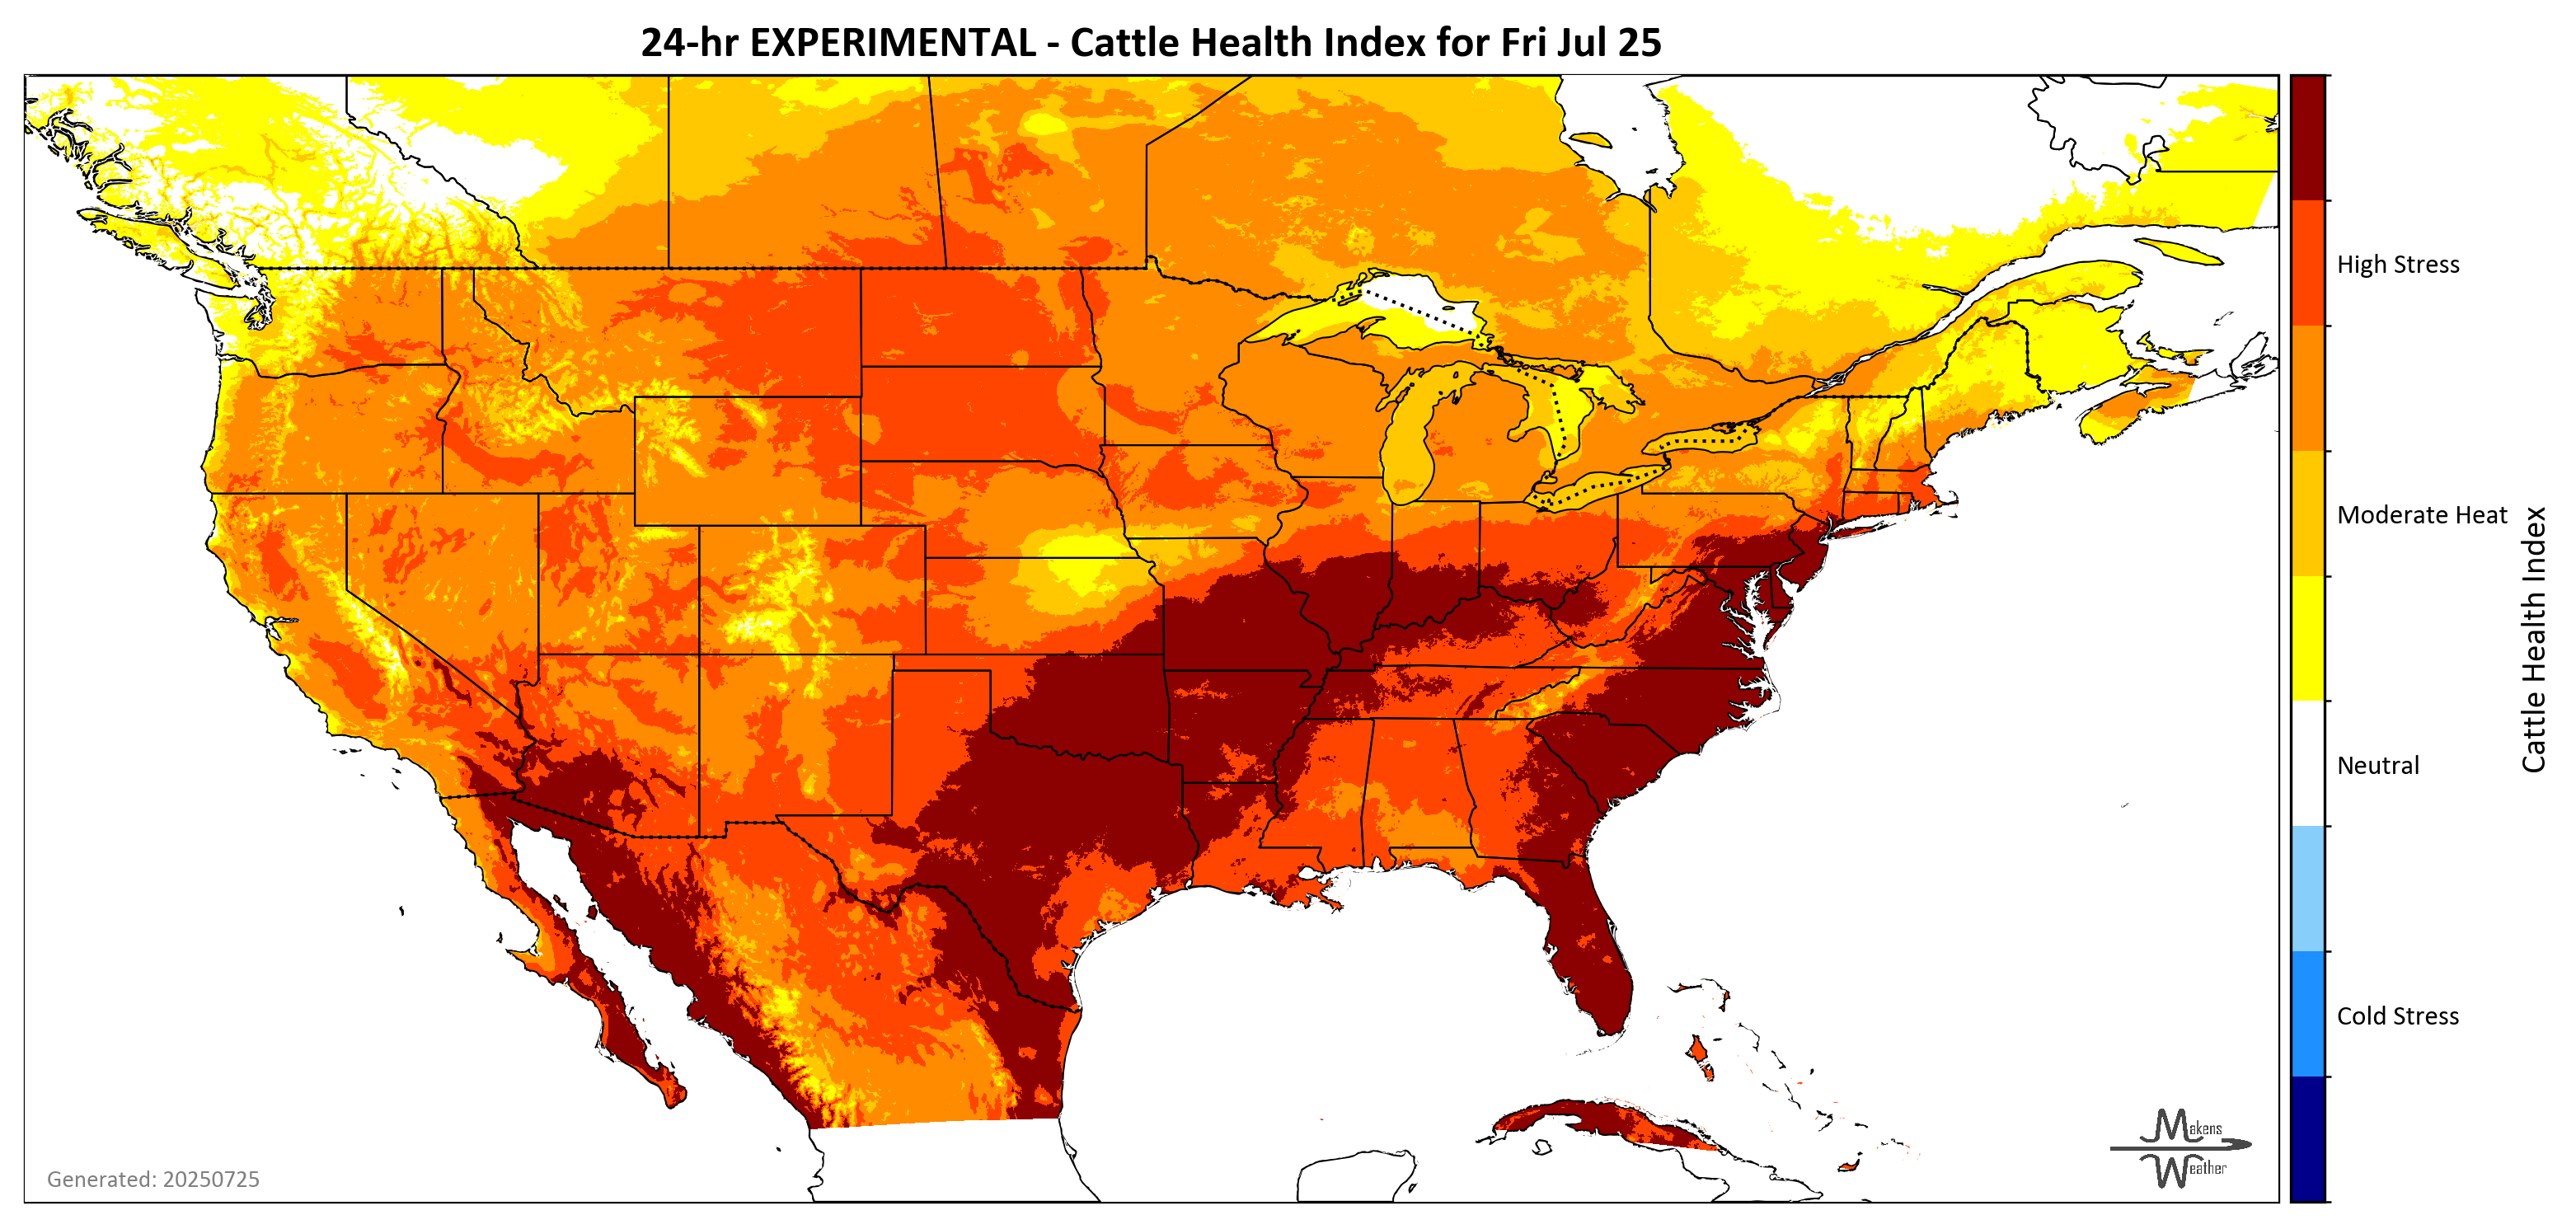 24-hr EXPERIMENTAL - Cattle Health Index for Fri Jul 25
High Stress
Moderate Heat
Neutral
Cold Stress
Cattle Health Index
Makens
Weather
Generated: 20250725